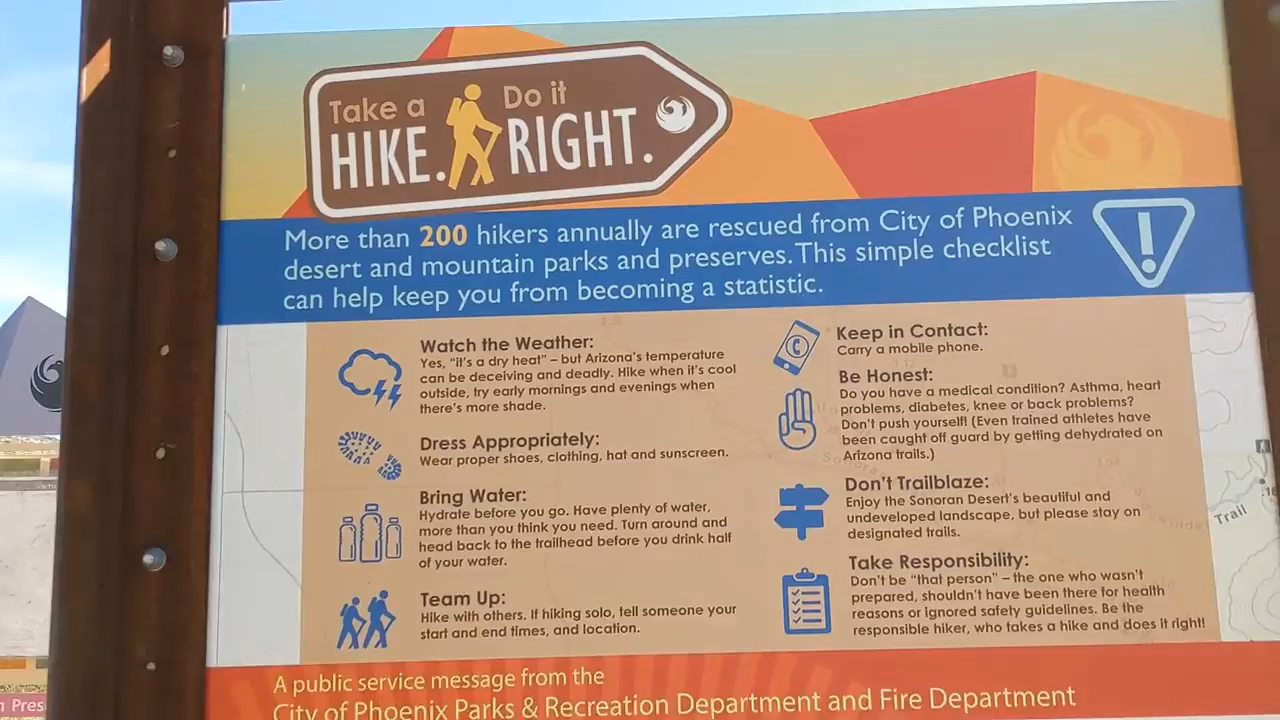 Take a
HIKE.
Do it
RIGHT.
More than 200 hikers annually are rescued from City of Phoenix
desert and mountain parks and preserves. This simple checklist
can help keep you from becoming a statistic.
Watch the Weather:
Yes, "it's a dry heat" – but Arizona's temperature
can be deceiving and deadly. Hike when it's cool
outside, try early mornings and evenings when
there's more shade.
Dress Appropriately:
Wear proper shoes, clothing, hat and sunscreen.
Bring Water:
Hydrate before you go. Have plenty of water,
more than you think you need. Turn around and
head back to the trailhead before you drink half
of your water.
Team Up:
Hike with others. If hiking solo, tell someone your
start and end times, and location.
Keep in Contact:
Carry a mobile phone.
Be Honest:
Do you have a medical condition? Asthma, heart
problems, diabetes, knee or back problems?
Don't push yourself! (Even trained athletes have
been caught off guard by getting dehydrated on
Arizona trails.)
Don't Trailblaze:
Enjoy the Sonoran Desert's beautiful and
undeveloped landscape, but please stay on
designated trails.
Take Responsibility:
Don't be "that person" – the one who wasn't
prepared, shouldn't have been there for health
reasons or ignored safety guidelines. Be the
responsible hiker, who takes a hike and does it right!
Trail
A public service message from the
City of Phoenix Parks & Recreation Department and Fire Department